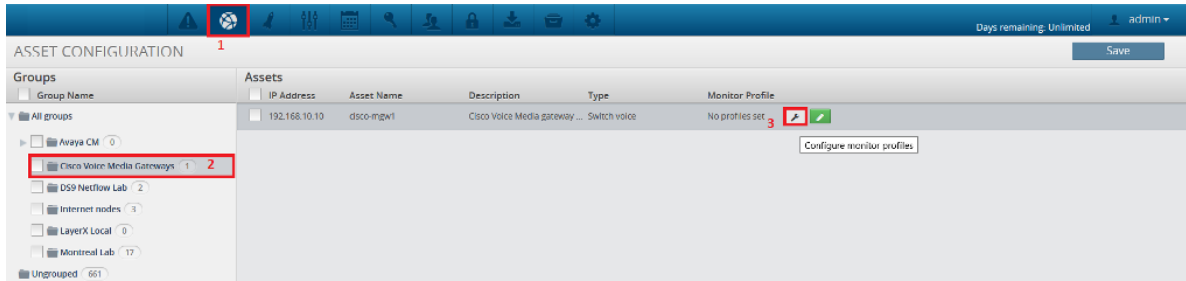 Days remaining: Unlimited
admin
1
ASSET CONFIGURATION
Save
Groups
Assets
Group Name
IP Address Asset Name Description Type Monitor Profile
All groups
192.168.10.10 cisco-mgw1 Cisco Voice Media gateway ... Switch voice No profiles set
3
Avaya CM 0
Configure monitor profiles
Cisco Voice Media Gateways 1
2
DS9 Netflow Lab 2
Internet nodes 3
LayerX Local 0
Montreal Lab 17
Ungrouped 661